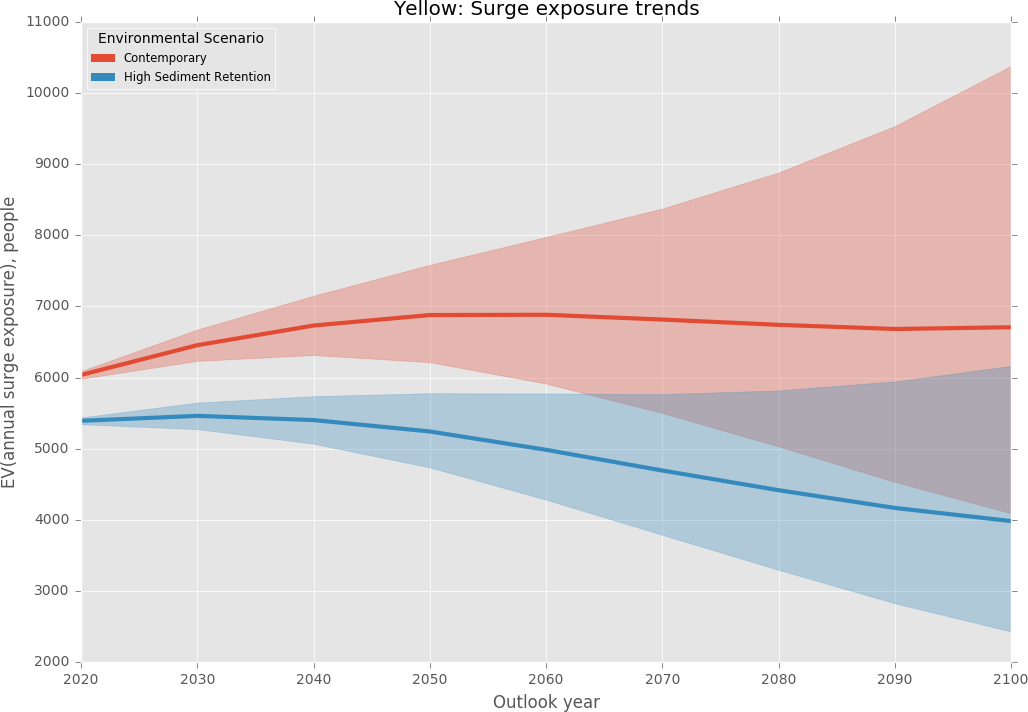 Yellow: Surge exposure trends
Environmental Scenario
Contemporary
High Sediment Retention
11000
10000
9000
8000
7000
6000
5000
4000
3000
2000
EV(annual surge exposure), people
2020 2030 2040 2050 2060 2070 2080 2090 2100
Outlook year